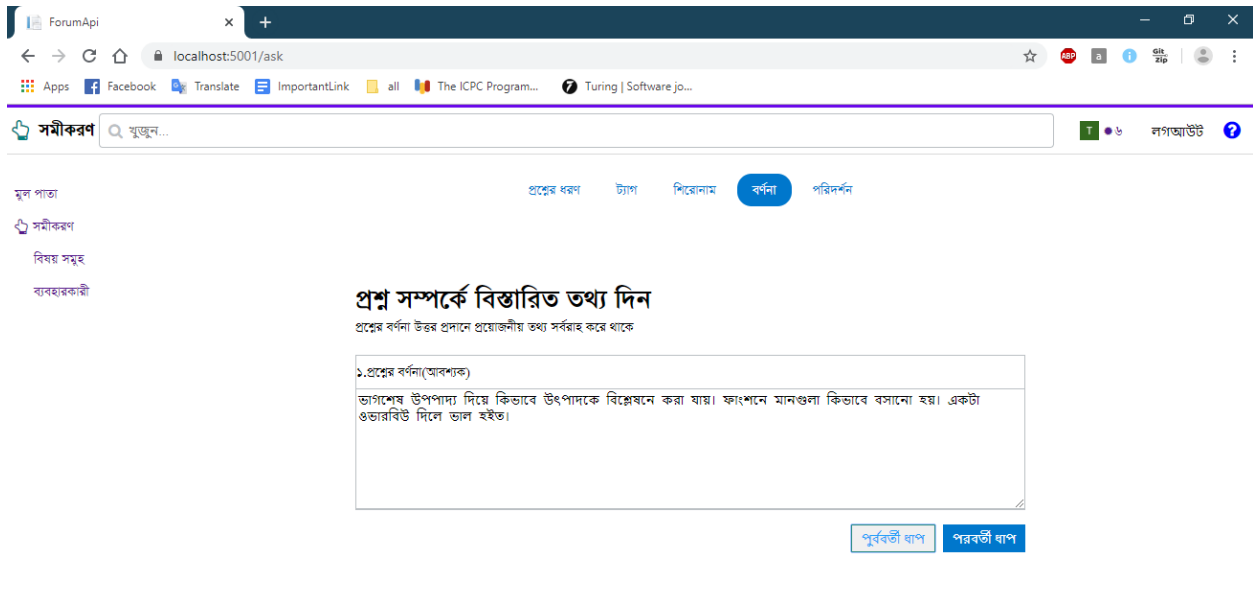 ForumApi
localhost:5001/ask
ABP a Git zip
Apps Facebook Translate ImportantLink all The ICPC Program... Turing | Software jo...
সমীকরণ খুজুন... T ৬ লগআউট ?
মুল পাতা
সমীকরণ
বিষয় সমুহ
ব্যবহারকারী
প্রশ্নের ধরণ ট্যাগ শিরোনাম বর্ণনা পরিদর্শন
প্রশ্ন সম্পর্কে বিস্তারিত তথ্য দিন
প্রশ্নের বর্ণনা উত্তর প্রদানে প্রয়োজনীয় তথ্য সর্বরাহ করে থাকে
১.প্রশ্নের বর্ণনা(আবশ্যক)
ভাগশেষ উপপাদ্য দিয়ে কিভাবে উৎপাদকে বিশ্লেষনে করা যায়। ফাংশনে মানগুলা কিভাবে বসানো হয়। একটা
ওভারবিউ দিলে ভাল হইত।
পুর্ববর্তী ধাপ পরবর্তী ধাপ